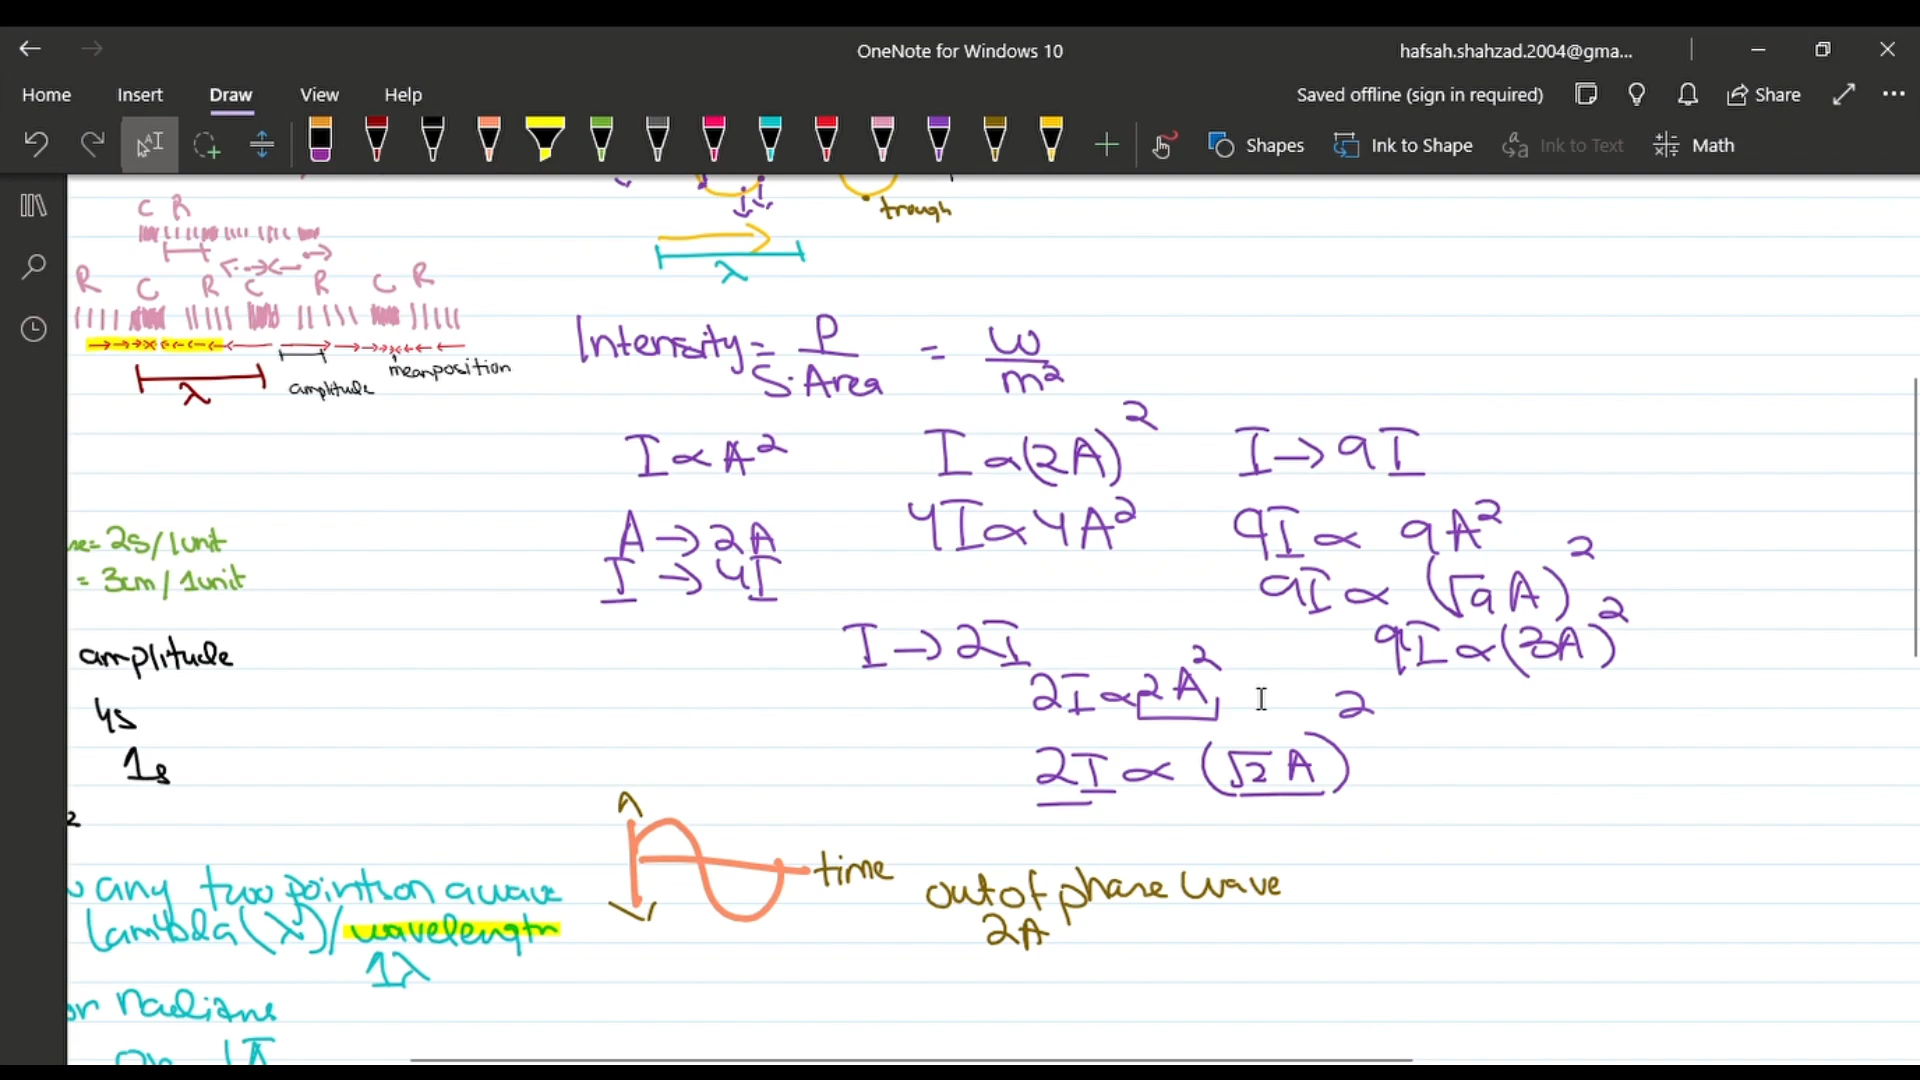 OneNote for Windows 10
hafsah.shahzad.2004@gma...
Home Insert Draw View Help
Saved offline (sign in required) Share
Shapes Ink to Shape Ink to Text Math
C R
trough
λ
R C R C R C R
λ
amplitude
meanposition
Intensity = P / S.Area = W / m²
I ∝ A² I ∝ (2A)² I → 9I
A → 2A 4I ∝ 4A² 9I ∝ 9A²
I → 4I 9I ∝ (√9 A)²
= 2s/1unit
= 3cm/1unit
I → 2I 9I ∝ (3A)²
2I ∝ 2A²
2I ∝ (√2 A)²
amplitude
4s
1s
2
time
out of phase wave
2A
any two point on a wave
lambda (λ)/wavelength
1λ
or radians